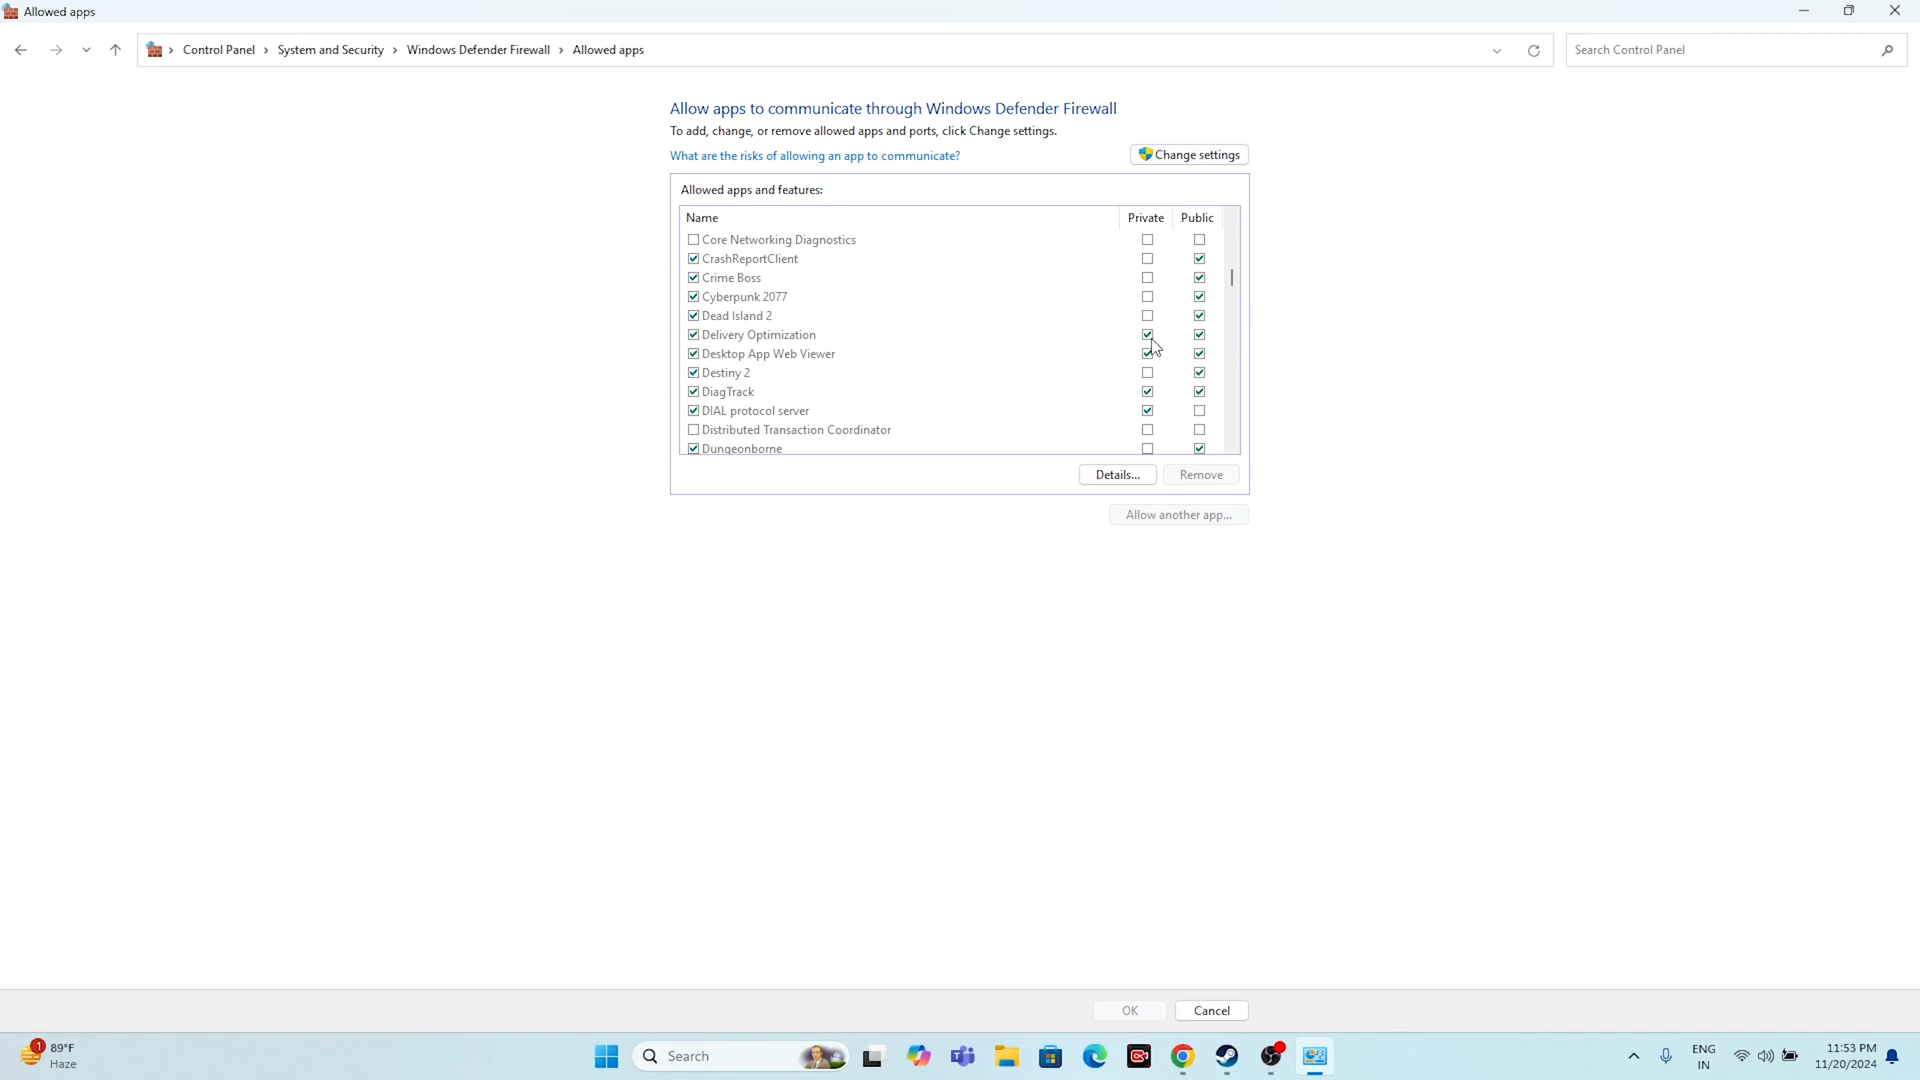 Allowed apps
Control Panel > System and Security > Windows Defender Firewall > Allowed apps
Search Control Panel
Allow apps to communicate through Windows Defender Firewall
To add, change, or remove allowed apps and ports, click Change settings.
What are the risks of allowing an app to communicate?
Change settings
Allowed apps and features:
Name Private Public
Core Networking Diagnostics
CrashReportClient
Crime Boss
Cyberpunk 2077
Dead Island 2
Delivery Optimization
Desktop App Web Viewer
Destiny 2
DiagTrack
DIAL protocol server
Distributed Transaction Coordinator
Dungeonborne
Details... Remove
Allow another app...
OK Cancel
1
89°F
Haze
Search
ENG
IN
11:53 PM
11/20/2024